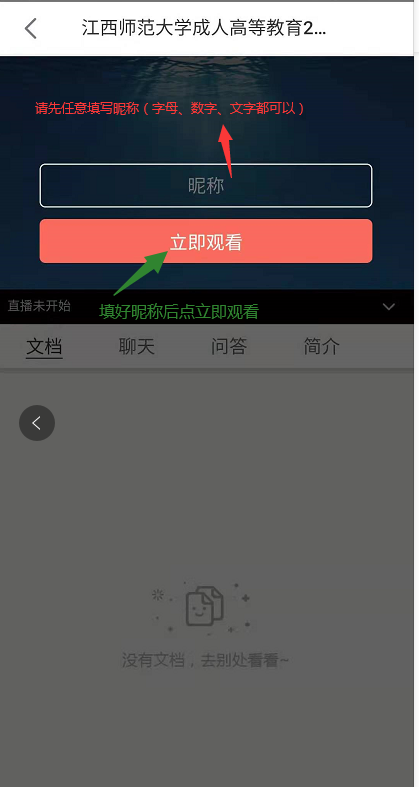 江西师范大学成人高等教育2...
请先任意填写昵称（字母、数字、文字都可以）
昵称
立即观看
直播未开始
填好昵称后点立即观看
文档 聊天 问答 简介
没有文档，去别处看看~